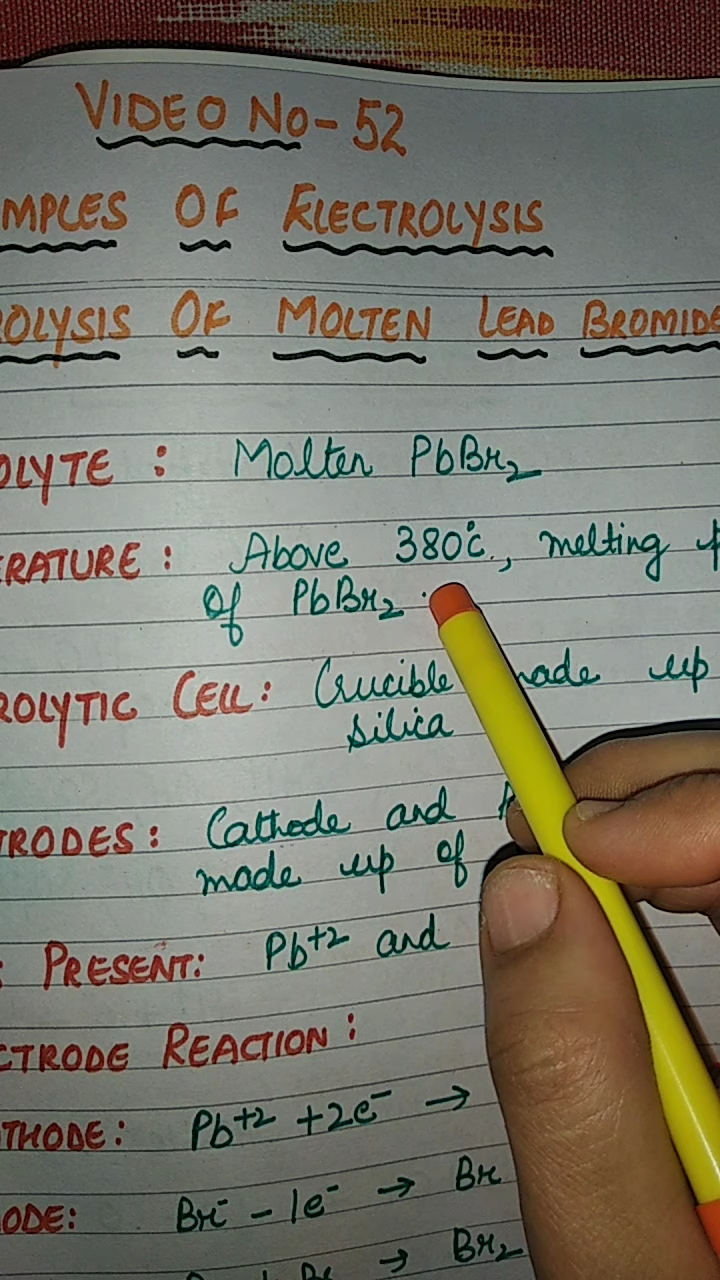 VIDEO No-52
MPLES OF ELECTROLYSIS
OLYSIS OF MOLTEN LEAD BROMIDE
OLYTE : Molten PbBr2
ERATURE : Above 380°C, melting p
of PbBr2.
ROLYTIC CELL: Crucible made up
Silica
TRODES: Cathode and
made up of
PRESENT: Pb+2 and
CTRODE REACTION:
THODE: Pb+2 +2e- →
ODE: Br- - 1e- → Br
→ Br2